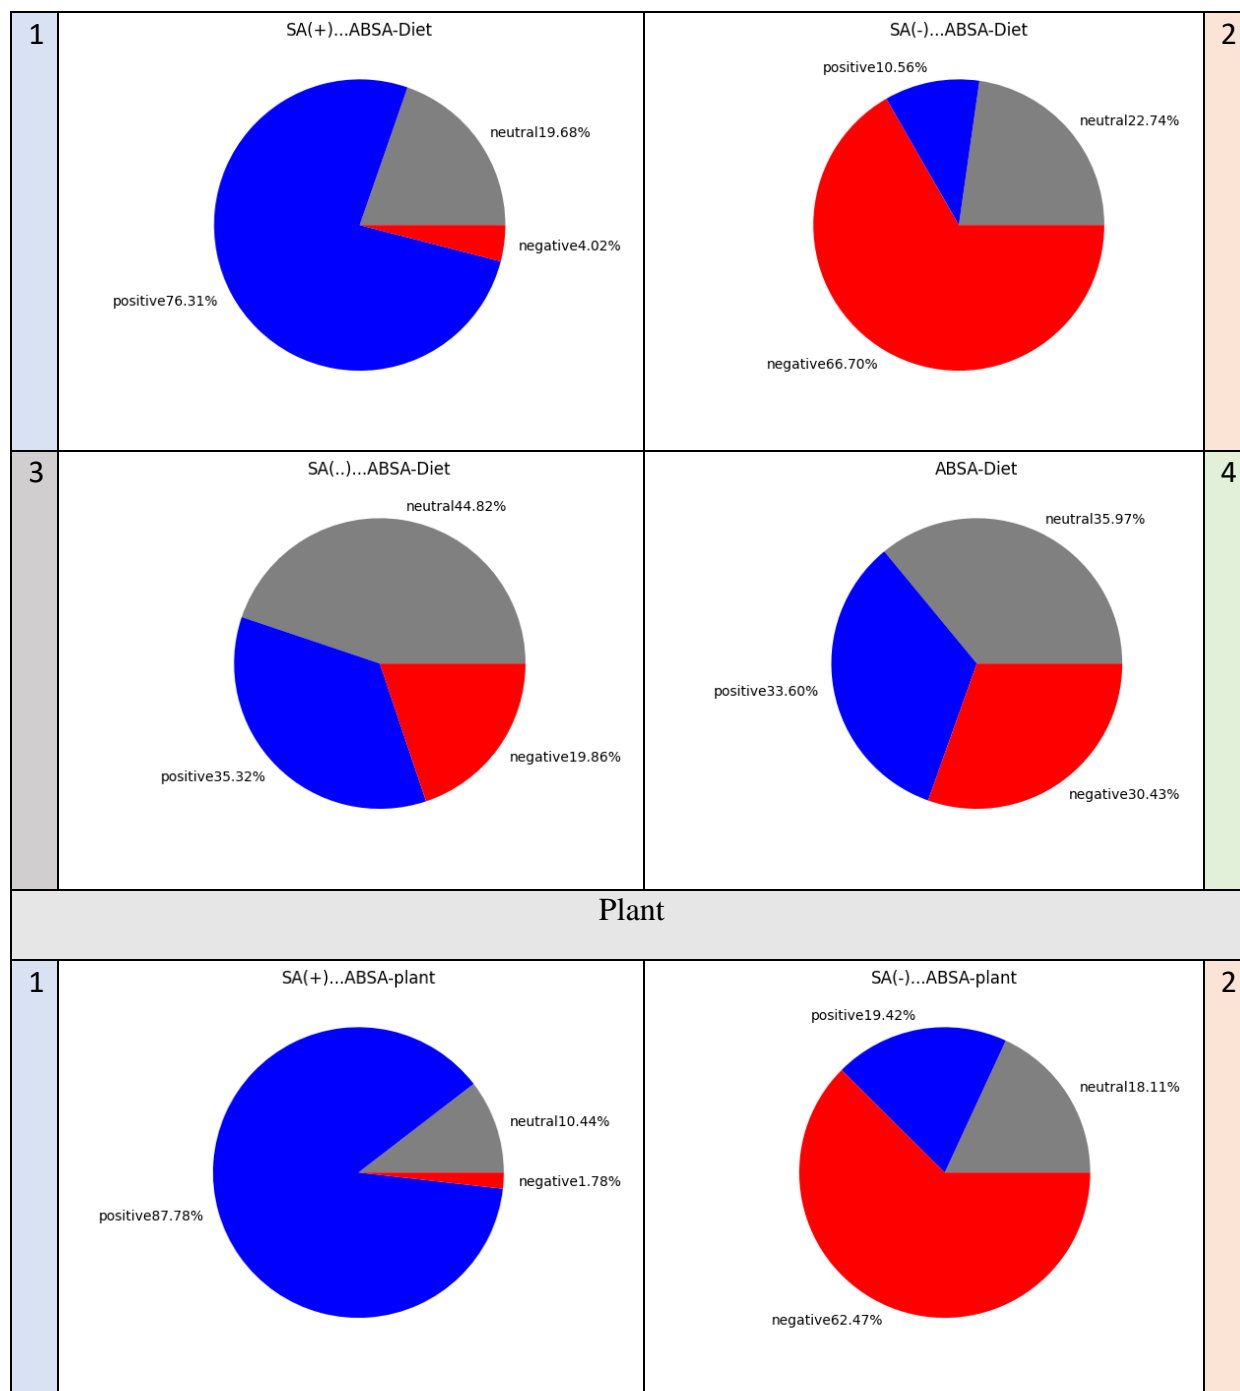 1
SA(+)...ABSA-Diet
neutral19.68%
negative4.02%
positive76.31%
SA(-)...ABSA-Diet
2
positive10.56%
neutral22.74%
negative66.70%
3
SA(..)...ABSA-Diet
neutral44.82%
positive35.32%
negative19.86%
ABSA-Diet
4
neutral35.97%
positive33.60%
negative30.43%
Plant
1
SA(+)...ABSA-plant
neutral10.44%
negative1.78%
positive87.78%
SA(-)...ABSA-plant
2
positive19.42%
neutral18.11%
negative62.47%